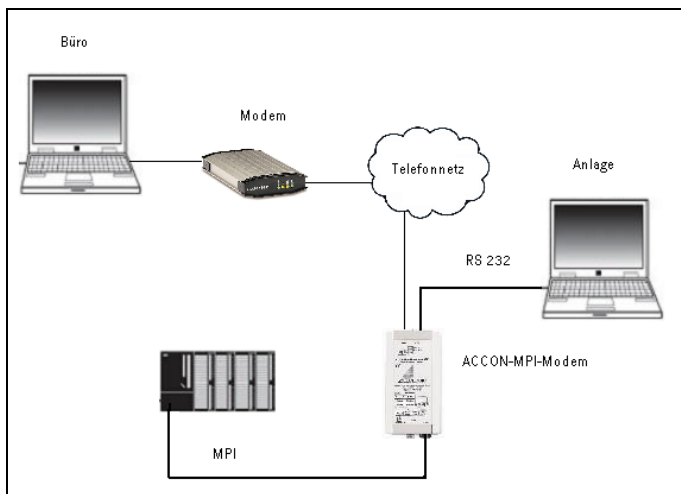 Büro
Modem
Telefonnetz
Anlage
RS 232
ACCON-MPI-Modem
MPI